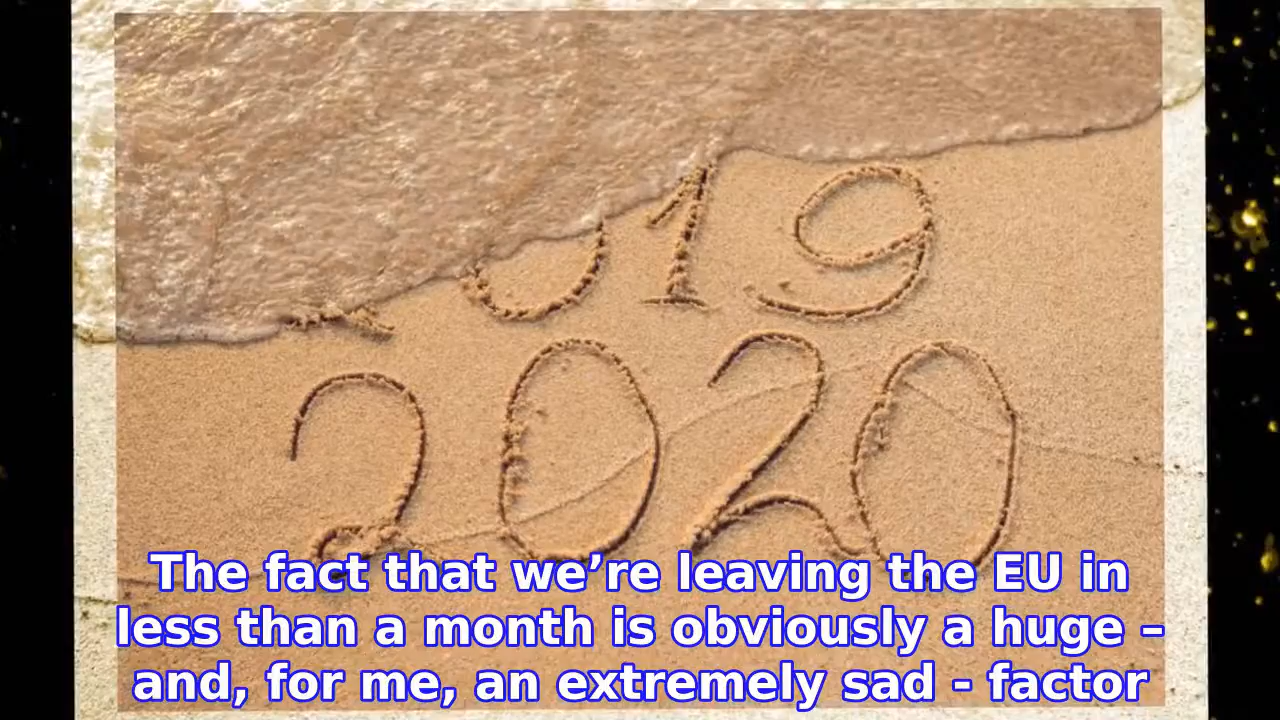 19
2020
The fact that we’re leaving the EU in
less than a month is obviously a huge –
and, for me, an extremely sad - factor